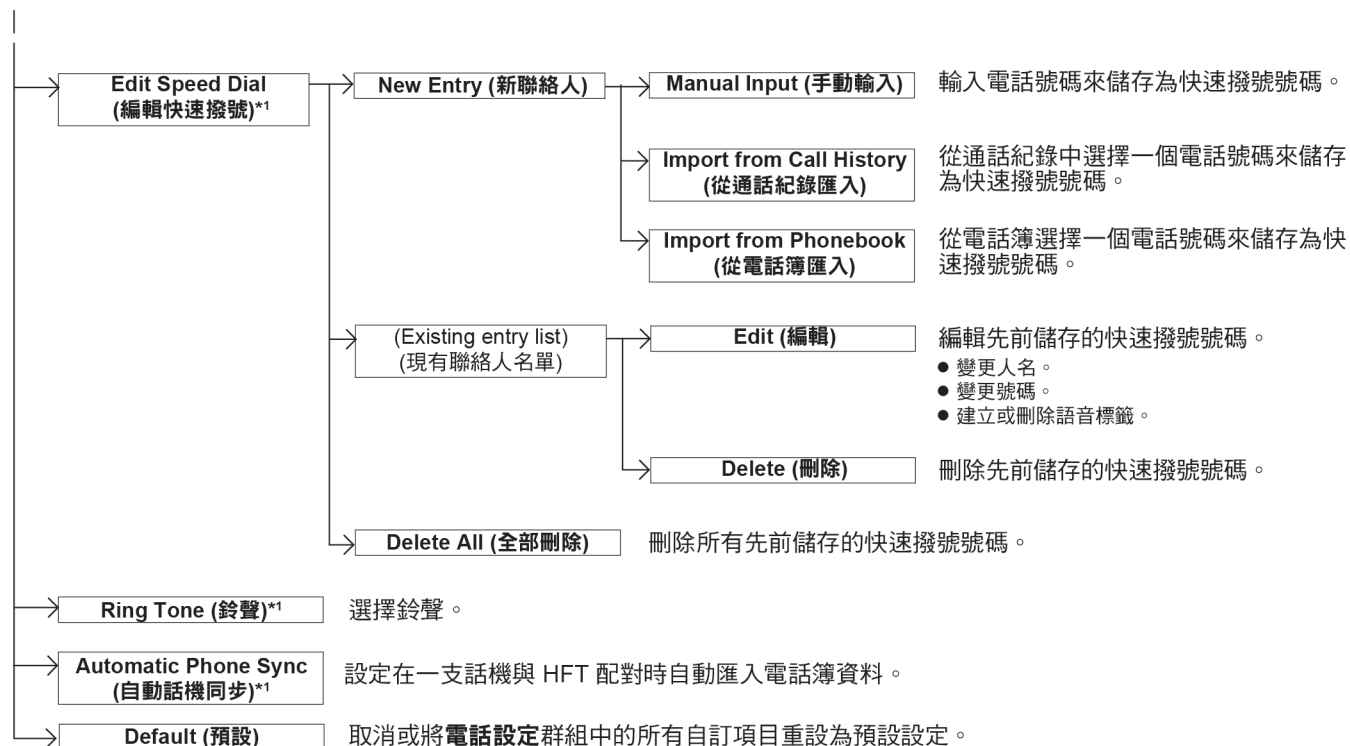 Edit Speed Dial
(編輯快速撥號)*1
New Entry (新聯絡人)
Manual Input (手動輸入)
輸入電話號碼來儲存為快速撥號號碼。
Import from Call History
(從通話紀錄匯入)
從通話紀錄中選擇一個電話號碼來儲存
為快速撥號號碼。
Import from Phonebook
(從電話簿匯入)
從電話簿選擇一個電話號碼來儲存為快
速撥號號碼。
(Existing entry list)
(現有聯絡人名單)
Edit (編輯)
編輯先前儲存的快速撥號號碼。
● 變更人名。
● 變更號碼。
● 建立或刪除語音標籤。
Delete (刪除)
刪除先前儲存的快速撥號號碼。
Delete All (全部刪除)
刪除所有先前儲存的快速撥號號碼。
Ring Tone (鈴聲)*1
選擇鈴聲。
Automatic Phone Sync
(自動話機同步)*1
設定在一支話機與 HFT 配對時自動匯入電話簿資料。
Default (預設)
取消或將電話設定群組中的所有自訂項目重設為預設設定。